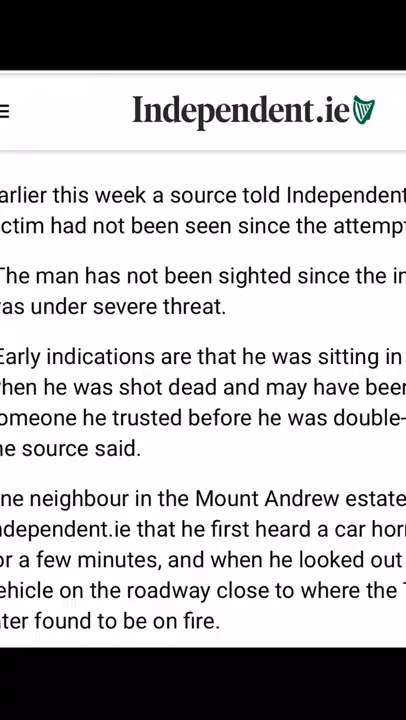 Independent.ie
arlier this week a source told Independent
ctim had not been seen since the attempt
The man has not been sighted since the in
as under severe threat.
Early indications are that he was sitting in
hen he was shot dead and may have been
omeone he trusted before he was double-
he source said.
ne neighbour in the Mount Andrew estate
ndependent.ie that he first heard a car hor
or a few minutes, and when he looked out
ehicle on the roadway close to where the T
ater found to be on fire.